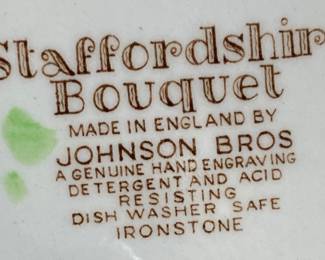 Staffordshir
Bouquet
MADE IN ENGLAND BY
JOHNSON BROS
A GENUINE HAND ENGRAVING
DETERGENT AND ACID
RESISTING
DISH WASHER SAFE
IRONSTONE